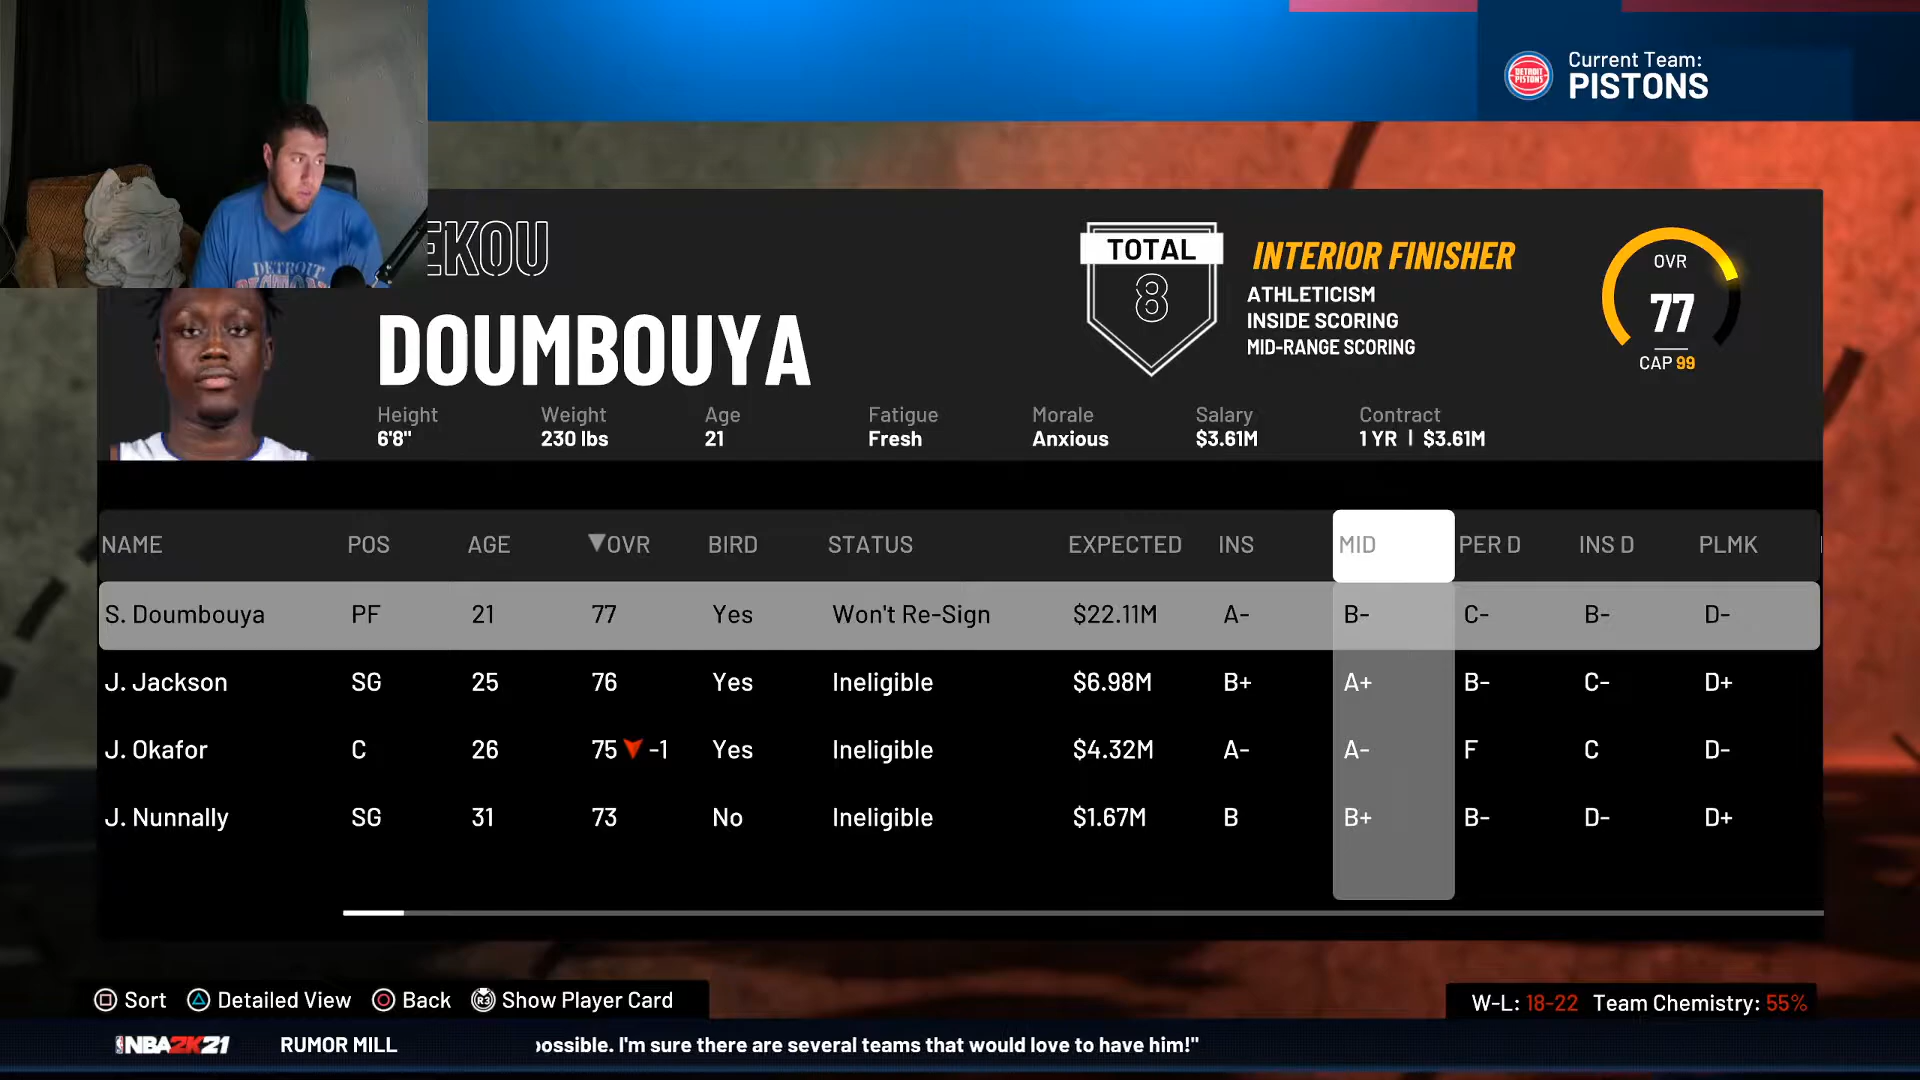 Current Team:
PISTONS
DETROIT PISTONS
DETROIT
EKOU
DOUMBOUYA
TOTAL
8
INTERIOR FINISHER
ATHLETICISM
INSIDE SCORING
MID-RANGE SCORING
OVR
77
CAP 99
Height Weight Age Fatigue Morale Salary Contract
6'8" 230 lbs 21 Fresh Anxious $3.61M 1 YR | $3.61M
NAME POS AGE ▼OVR BIRD STATUS EXPECTED INS MID PER D INS D PLMK
S. Doumbouya PF 21 77 Yes Won't Re-Sign $22.11M A- B- C- B- D-
J. Jackson SG 25 76 Yes Ineligible $6.98M B+ A+ B- C- D+
J. Okafor C 26 75 -1 Yes Ineligible $4.32M A- A- F C D-
J. Nunnally SG 31 73 No Ineligible $1.67M B B+ B- D- D+
Sort Detailed View Back R3 Show Player Card
W-L: 18-22 Team Chemistry: 55%
NBA2K21 RUMOR MILL possible. I'm sure there are several teams that would love to have him!"